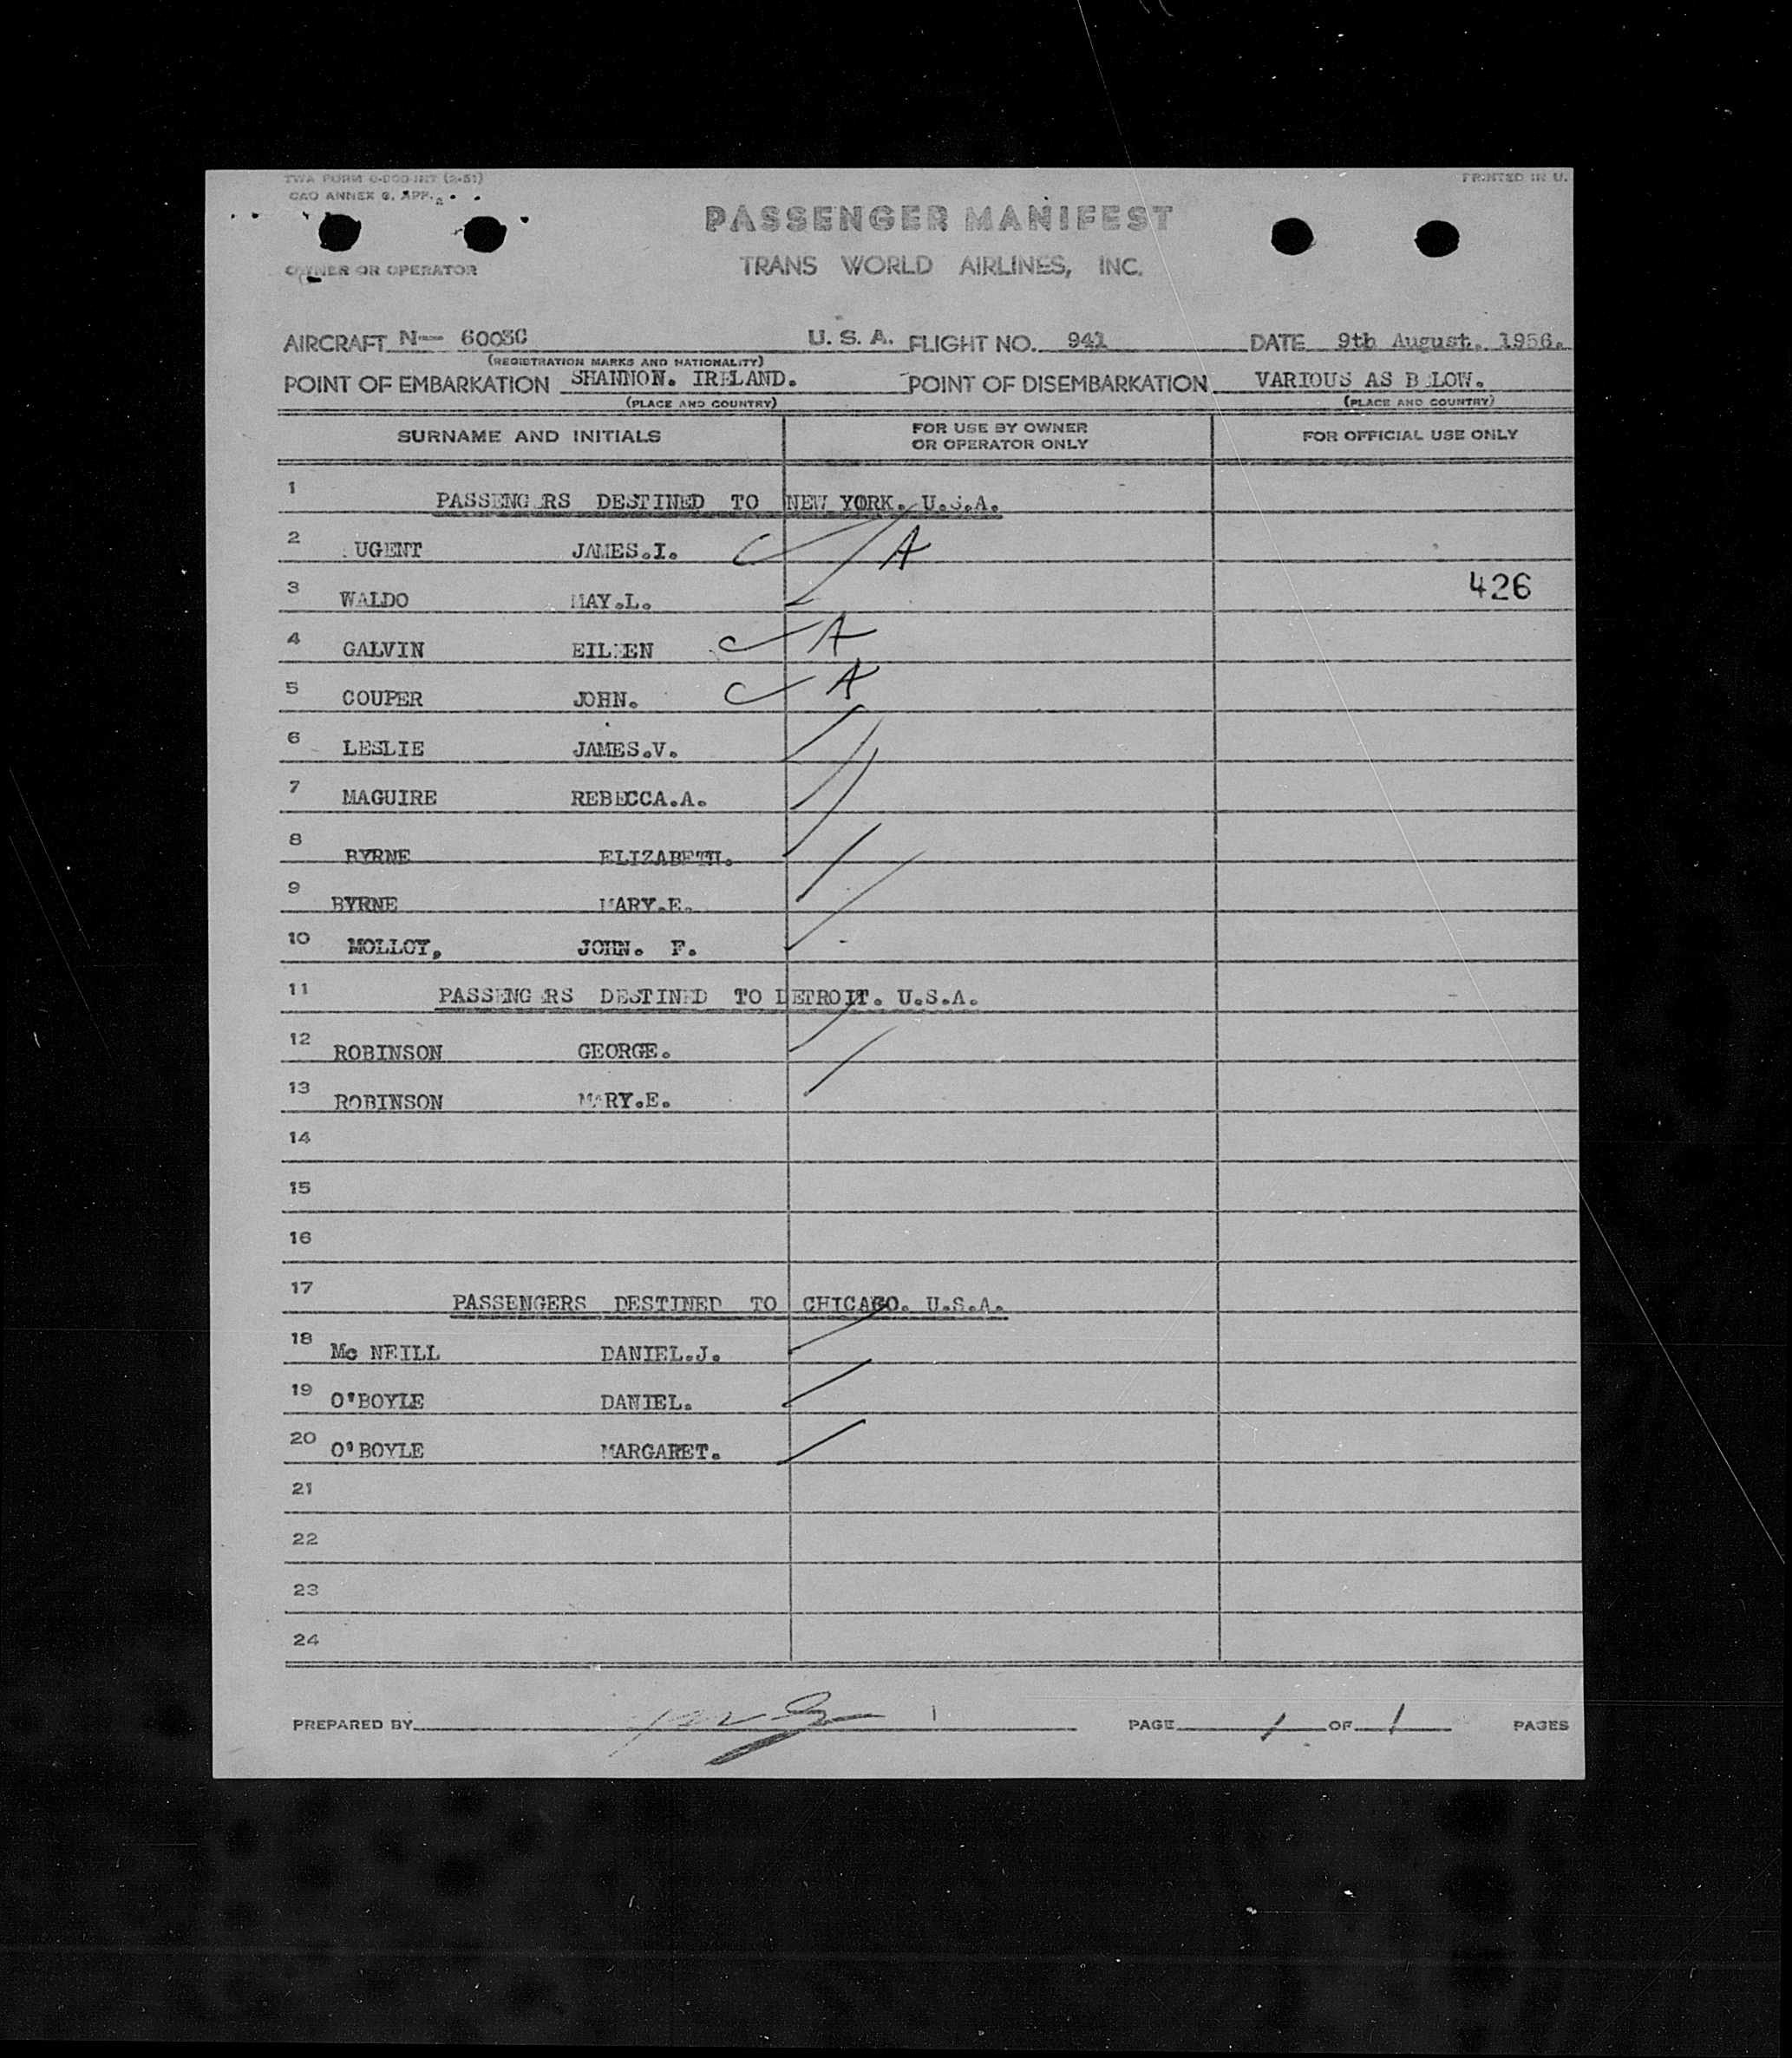 TWA FORM
CAO ANNEX 9, APP.
PRINTED IN U.
PASSENGER MANIFEST
OWNER OR OPERATOR
TRANS WORLD AIRLINES, INC.
AIRCRAFT N— 6003C U. S. A. FLIGHT NO. 941 DATE 9th August. 1956.
(REGISTRATION MARKS AND NATIONALITY)
POINT OF EMBARKATION SHANNON. IRELAND. POINT OF DISEMBARKATION VARIOUS AS B LOW.
(PLACE AND COUNTRY) (PLACE AND COUNTRY)
SURNAME AND INITIALS FOR USE BY OWNER OR OPERATOR ONLY FOR OFFICIAL USE ONLY
1 PASSENG RS DESTINED TO NEW YORK. U.S.A.
2 UGENT JAMES.I. C A
3 WALDO MAY.L. 426
4 GALVIN EILEEN C A
5 COUPER JOHN. C A
6 LESLIE JAMES.V.
7 MAGUIRE REBECCA.A.
8 BYRNE ELIZABETH.
9 BYRNE MARY.E.
10 MOLLOY, JOHN. F.
11 PASSENG RS DESTINED TO DETROIT. U.S.A.
12 ROBINSON GEORGE.
13 ROBINSON MARY.E.
14
15
16
17 PASSENGERS DESTINED TO CHICAGO. U.S.A.
18 Mc NEILL DANIEL.J.
19 O'BOYLE DANIEL.
20 O'BOYLE MARGARET.
21
22
23
24
PREPARED BY PAGE 1 OF 1 PAGES